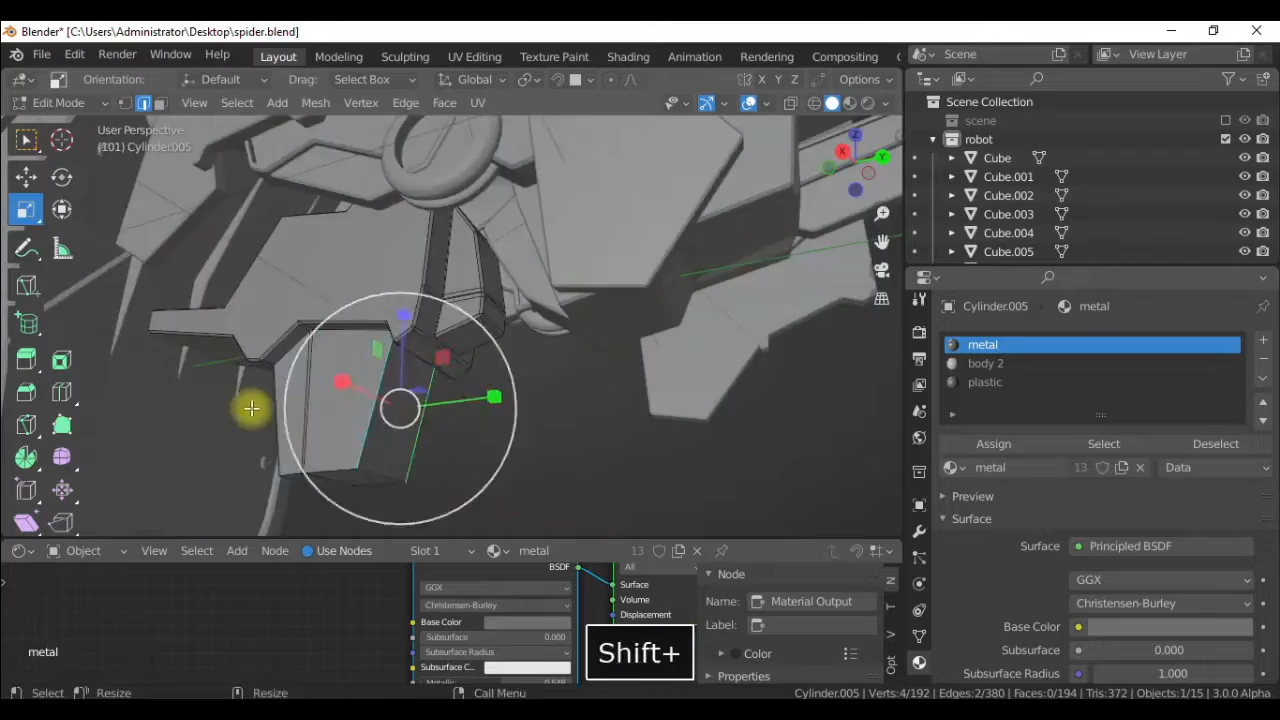 Blender* [C:\Users\Administrator\Desktop\spider.blend]
File Edit Render Window Help Layout Modeling Sculpting UV Editing Texture Paint Shading Animation Rendering Compositing Scene View Layer
Orientation: Default Drag: Select Box Global X Y Z Options
Edit Mode View Select Add Mesh Vertex Edge Face UV
User Perspective
(101) Cylinder.005
Z
X
Y
Scene Collection
scene
robot
Cube
Cube.001
Cube.002
Cube.003
Cube.004
Cube.005
Cylinder.005 metal
metal
body 2
plastic
Assign Select Deselect
metal 13 Data
Preview
Surface
Surface Principled BSDF
GGX
Christensen-Burley
Base Color
Subsurface 0.000
Subsurface Radius 1.000
Object View Select Add Node Use Nodes Slot 1 metal 13
BSDF
GGX
Christensen-Burley
Base Color
Subsurface 0.000
Subsurface Radius
Subsurface C...
All
Surface
Volume
Displacement
Node
Name: Material Output
Label:
Color
Properties
N
T
V
Opt
Shift+
metal
Select Resize Resize Call Menu Cylinder.005 | Verts:4/192 | Edges:2/380 | Faces:0/194 | Tris:372 | Objects:1/15 | 3.0.0 Alpha